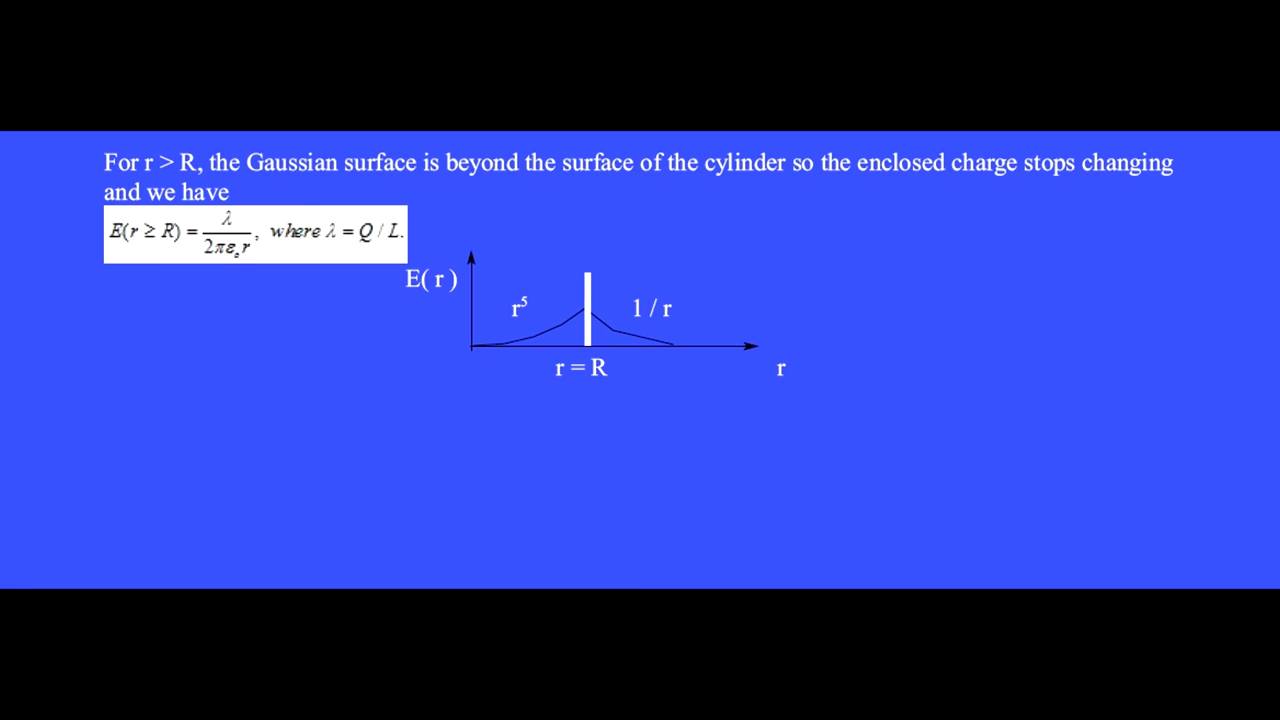 For r > R, the Gaussian surface is beyond the surface of the cylinder so the enclosed charge stops changing
and we have
E(r ≥ R) = λ / 2πε₀r, where λ = Q / L.
E( r )
r⁵
1 / r
r = R
r